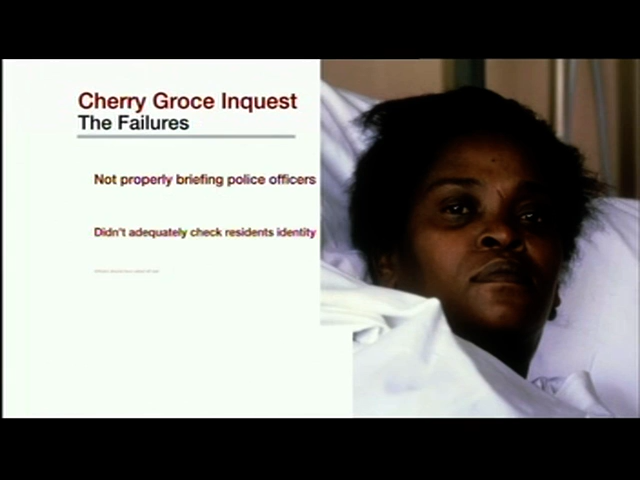 Cherry Groce Inquest
The Failures
Not properly briefing police officers
Didn't adequately check residents identity